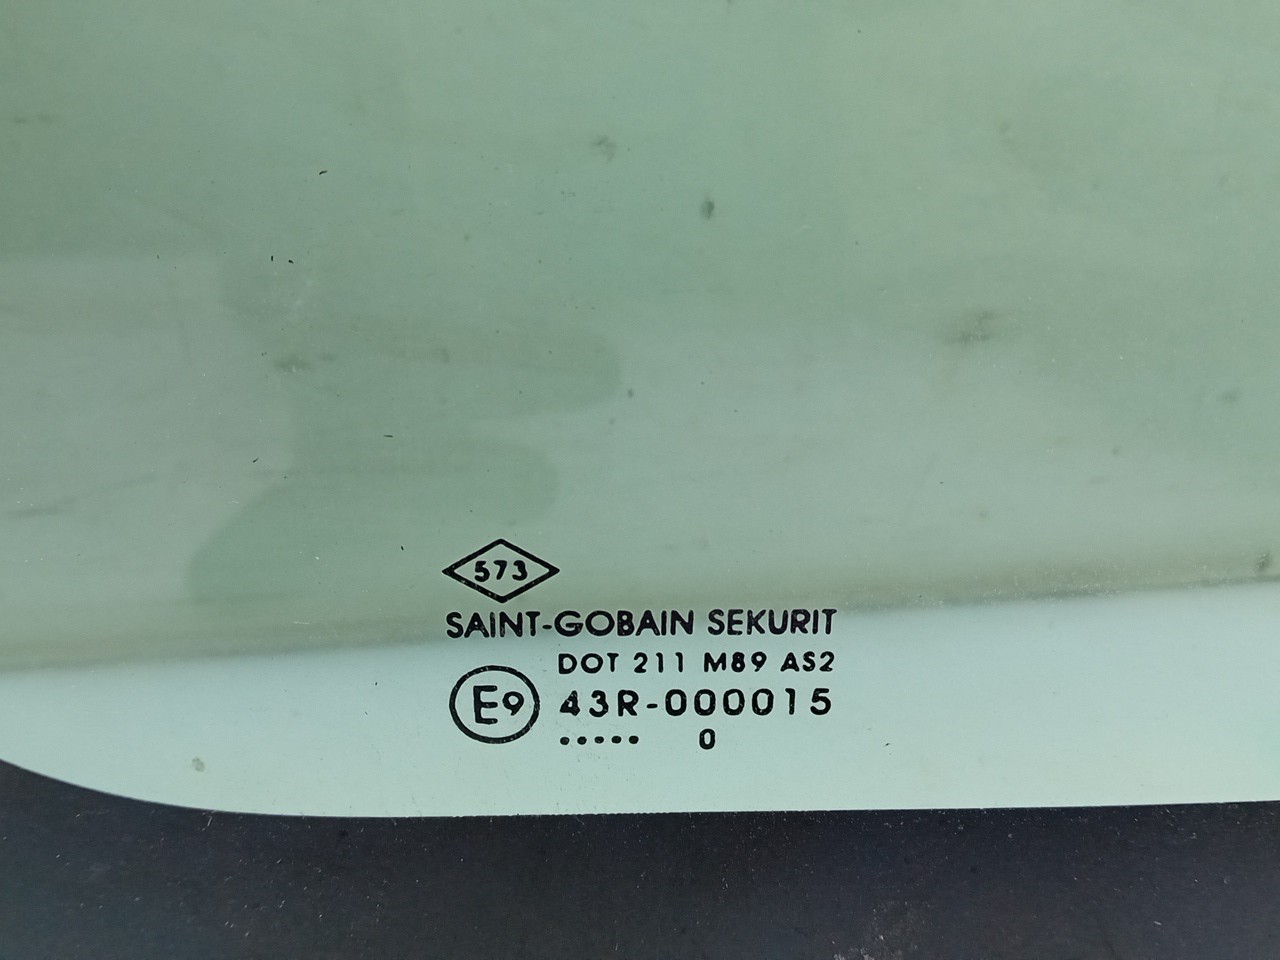 573
SAINT-GOBAIN SEKURIT
DOT 211 M89 AS2
E9 43R-000015
..... 0